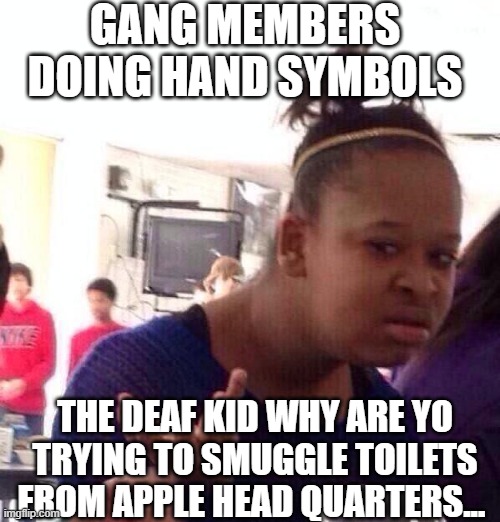 GANG MEMBERS
DOING HAND SYMBOLS
THE DEAF KID WHY ARE YO
TRYING TO SMUGGLE TOILETS
FROM APPLE HEAD QUARTERS...
imgflip.com